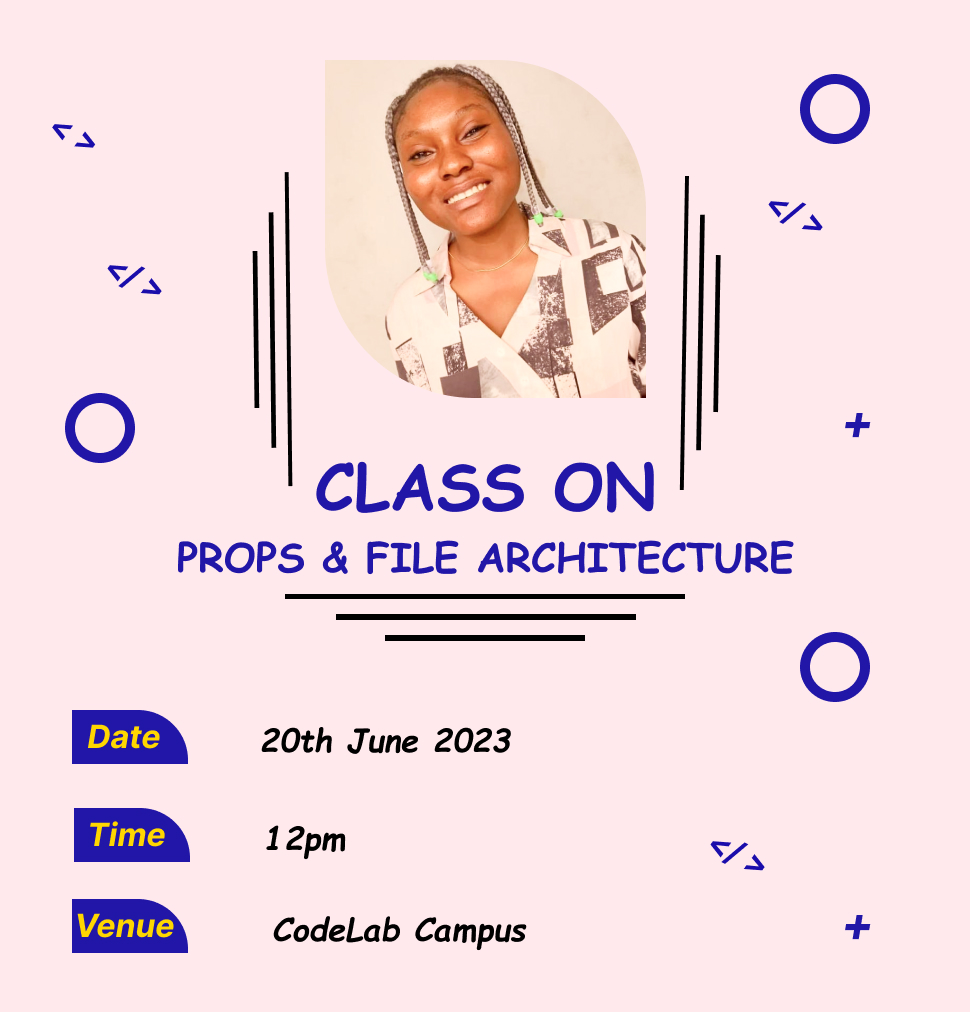 < >
</>
</>
+
CLASS ON
PROPS & FILE ARCHITECTURE
Date 20th June 2023
Time 12pm
</>
Venue CodeLab Campus
+